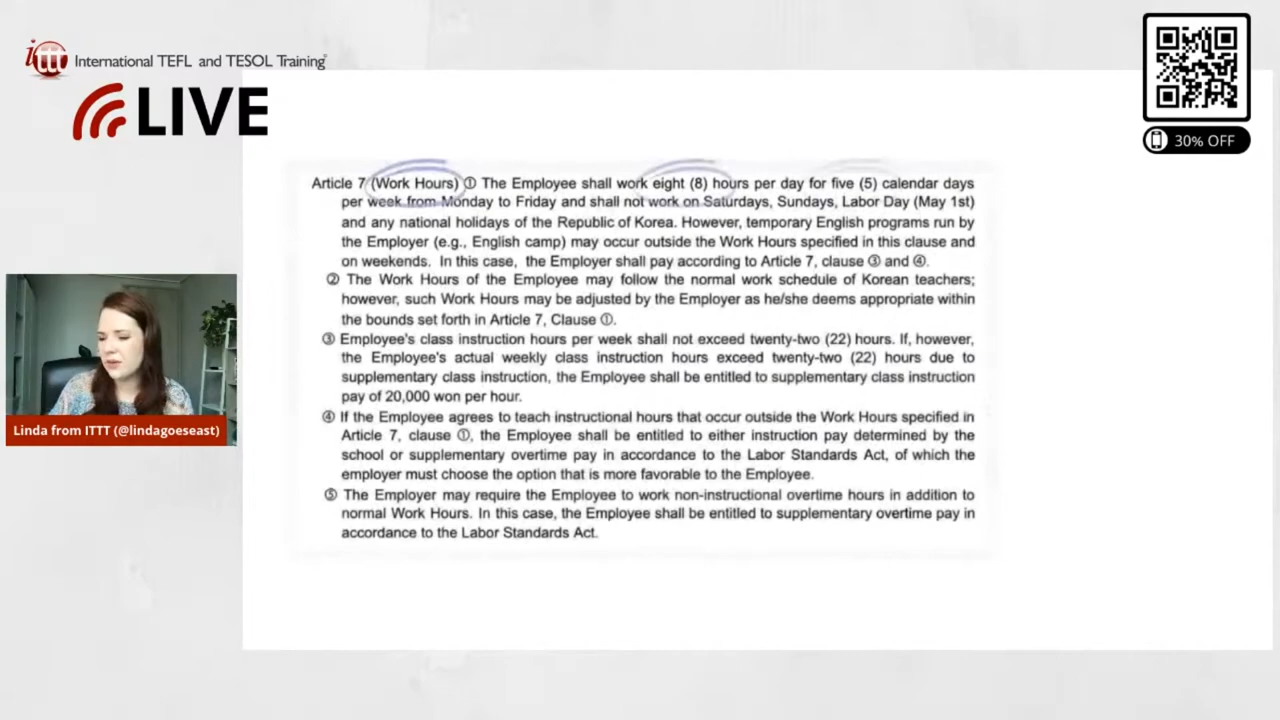 ittt International TEFL and TESOL Training
LIVE
30% OFF
Article 7 (Work Hours) ① The Employee shall work eight (8) hours per day for five (5) calendar days
per week from Monday to Friday and shall not work on Saturdays, Sundays, Labor Day (May 1st)
and any national holidays of the Republic of Korea. However, temporary English programs run by
the Employer (e.g., English camp) may occur outside the Work Hours specified in this clause and
on weekends. In this case, the Employer shall pay according to Article 7, clause ③ and ④.
② The Work Hours of the Employee may follow the normal work schedule of Korean teachers;
however, such Work Hours may be adjusted by the Employer as he/she deems appropriate within
the bounds set forth in Article 7, Clause ①.
③ Employee's class instruction hours per week shall not exceed twenty-two (22) hours. If, however,
the Employee's actual weekly class instruction hours exceed twenty-two (22) hours due to
supplementary class instruction, the Employee shall be entitled to supplementary class instruction
pay of 20,000 won per hour.
④ If the Employee agrees to teach instructional hours that occur outside the Work Hours specified in
Article 7, clause ①, the Employee shall be entitled to either instruction pay determined by the
school or supplementary overtime pay in accordance to the Labor Standards Act, of which the
employer must choose the option that is more favorable to the Employee.
⑤ The Employer may require the Employee to work non-instructional overtime hours in addition to
normal Work Hours. In this case, the Employee shall be entitled to supplementary overtime pay in
accordance to the Labor Standards Act.
Linda from ITTT (@lindagoeseast)